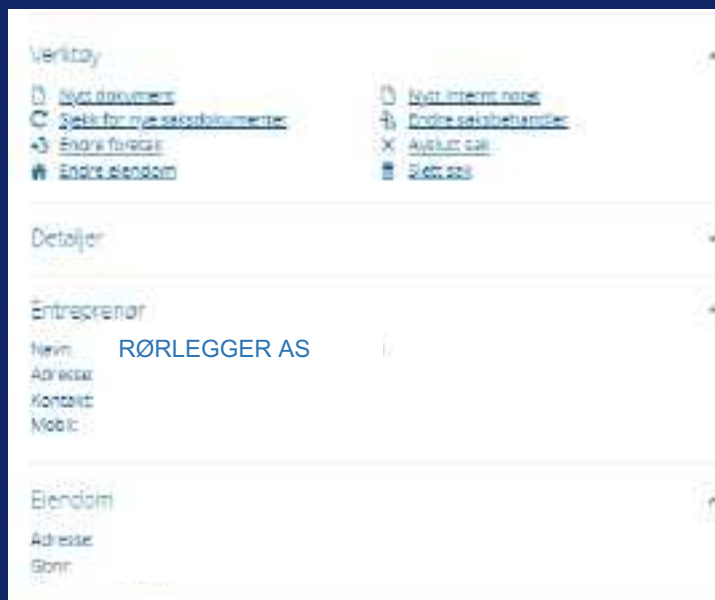 Verktøy
Nytt dokument
Sjekk for nye saksdokumenter
Endre foretak
Endre eiendom
Nytt internt notat
Endre saksbehandler
Avslutt sak
Slett sak
Detaljer
Entreprenør
Navn: RØRLEGGER AS
Adresse:
Kontakt:
Mobil:
Eiendom
Adresse:
Gbnr: